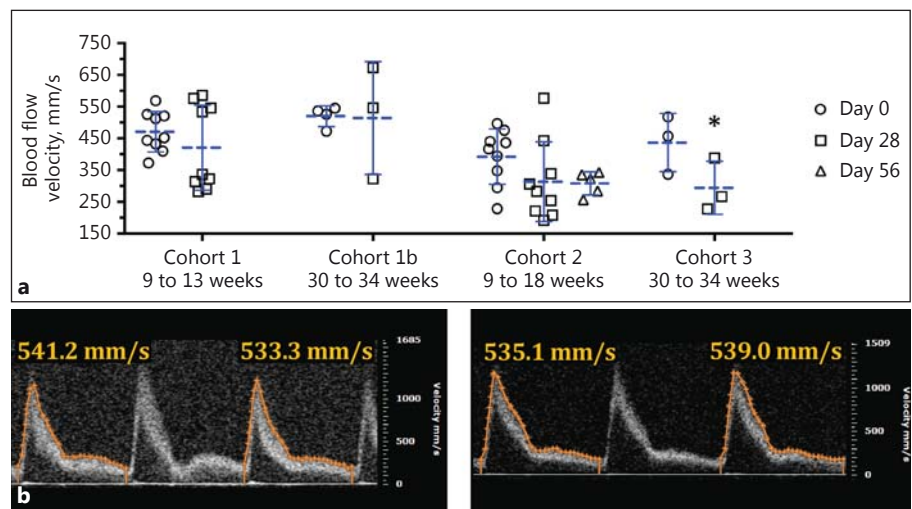 750
650
550
450
350
250
150
Blood flow
velocity, mm/s
*
Day 0
Day 28
Day 56
Cohort 1
9 to 13 weeks
Cohort 1b
30 to 34 weeks
Cohort 2
9 to 18 weeks
Cohort 3
30 to 34 weeks
a
541.2 mm/s
533.3 mm/s
1685
1000
500
0
Velocity mm/s
b
535.1 mm/s
539.0 mm/s
1509
1000
500
0
Velocity mm/s